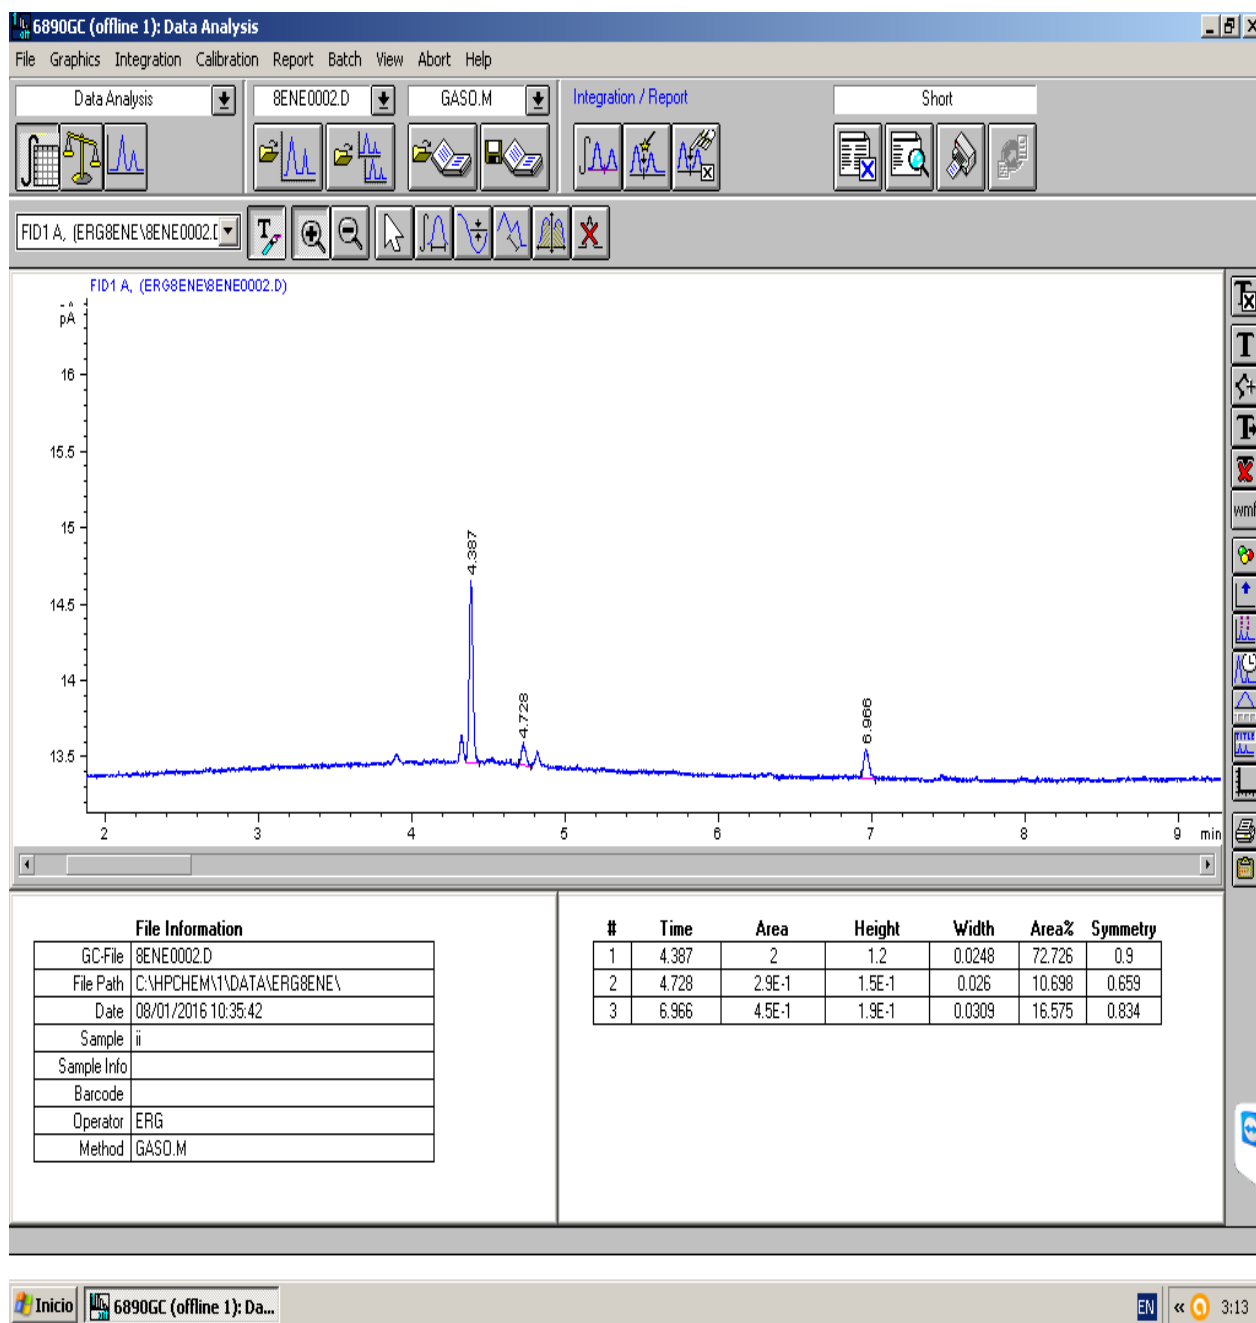 6890GC (offline 1): Data Analysis
File Graphics Integration Calibration Report Batch View Abort Help
Data Analysis 8ENE0002.D GASO.M Integration / Report Short
FID1 A, (ERG8ENE\8ENE0002.D
FID1 A, (ERG8ENE\8ENE0002.D)
pA
16
15.5
15
14.5
14
13.5
4.387
4.728
6.966
2 3 4 5 6 7 8 9 min
T
T
T
T
wmf
TITLE
File Information
GC-File 8ENE0002.D
File Path C:\HPCHEM\1\DATA\ERG8ENE\
Date 08/01/2016 10:35:42
Sample ii
Sample Info
Barcode
Operator ERG
Method GASO.M
# Time Area Height Width Area% Symmetry
1 4.387 2 1.2 0.0248 72.726 0.9
2 4.728 2.9E-1 1.5E-1 0.026 10.698 0.659
3 6.966 4.5E-1 1.9E-1 0.0309 16.575 0.834
Inicio 6890GC (offline 1): Da... EN « 3:13